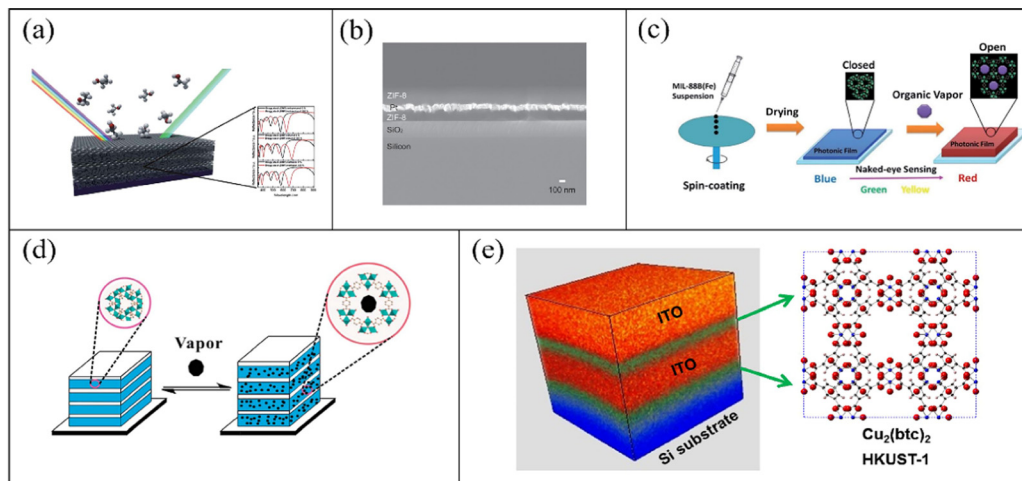 (a)
(b)
ZIF-8
Pt
ZIF-8
SiO₂
Silicon
100 nm
(c)
MIL-88B(Fe)
Suspension
Spin-coating
Drying
Closed
Photonic Film
Blue
Organic Vapor
Open
Photonic Film
Red
Naked-eye Sensing
Green
Yellow
(d)
Vapor
(e)
ITO
ITO
Si substrate
Cu₂(btc)₂
HKUST-1